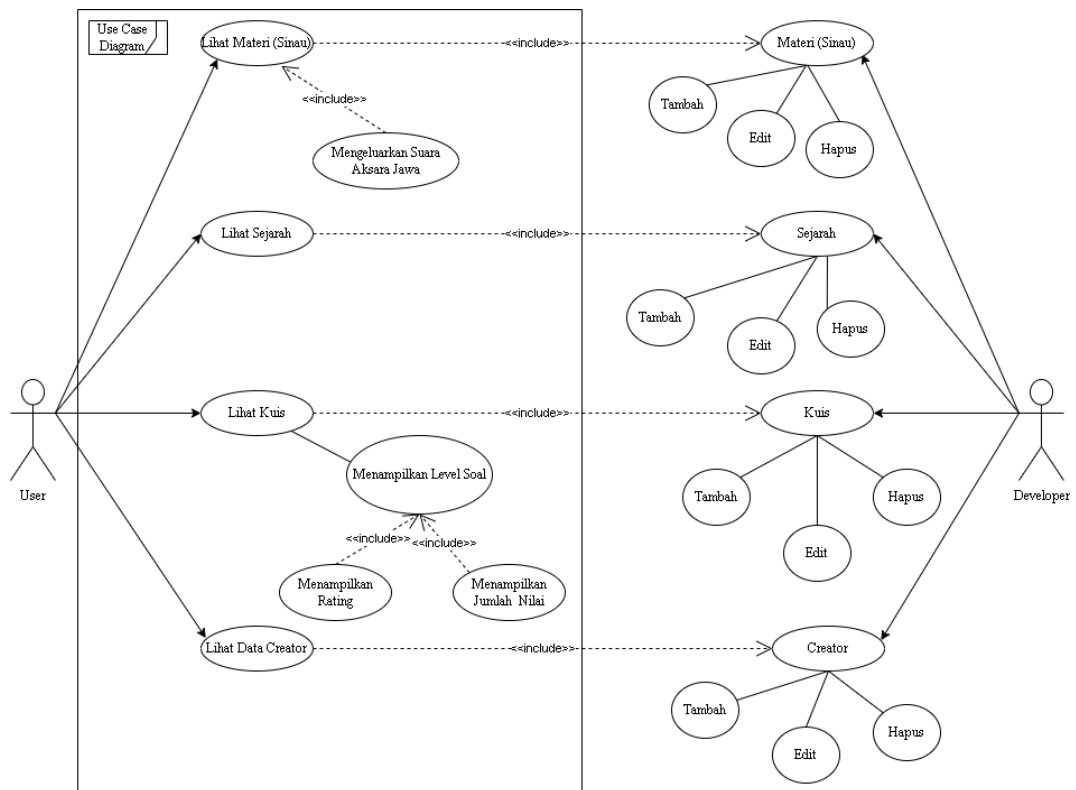 Use Case
Diagram
Lihat Materi (Sinau)
<<include>>
Materi (Sinau)
<<include>>
Tambah
Edit
Hapus
Mengeluarkan Suara
Aksara Jawa
Lihat Sejarah
<<include>>
Sejarah
Tambah
Edit
Hapus
Lihat Kuis
<<include>>
Kuis
User
Developer
Menampilkan Level Soal
Tambah
Edit
Hapus
<<include>>
<<include>>
Menampilkan
Rating
Menampilkan
Jumlah Nilai
Lihat Data Creator
<<include>>
Creator
Tambah
Edit
Hapus